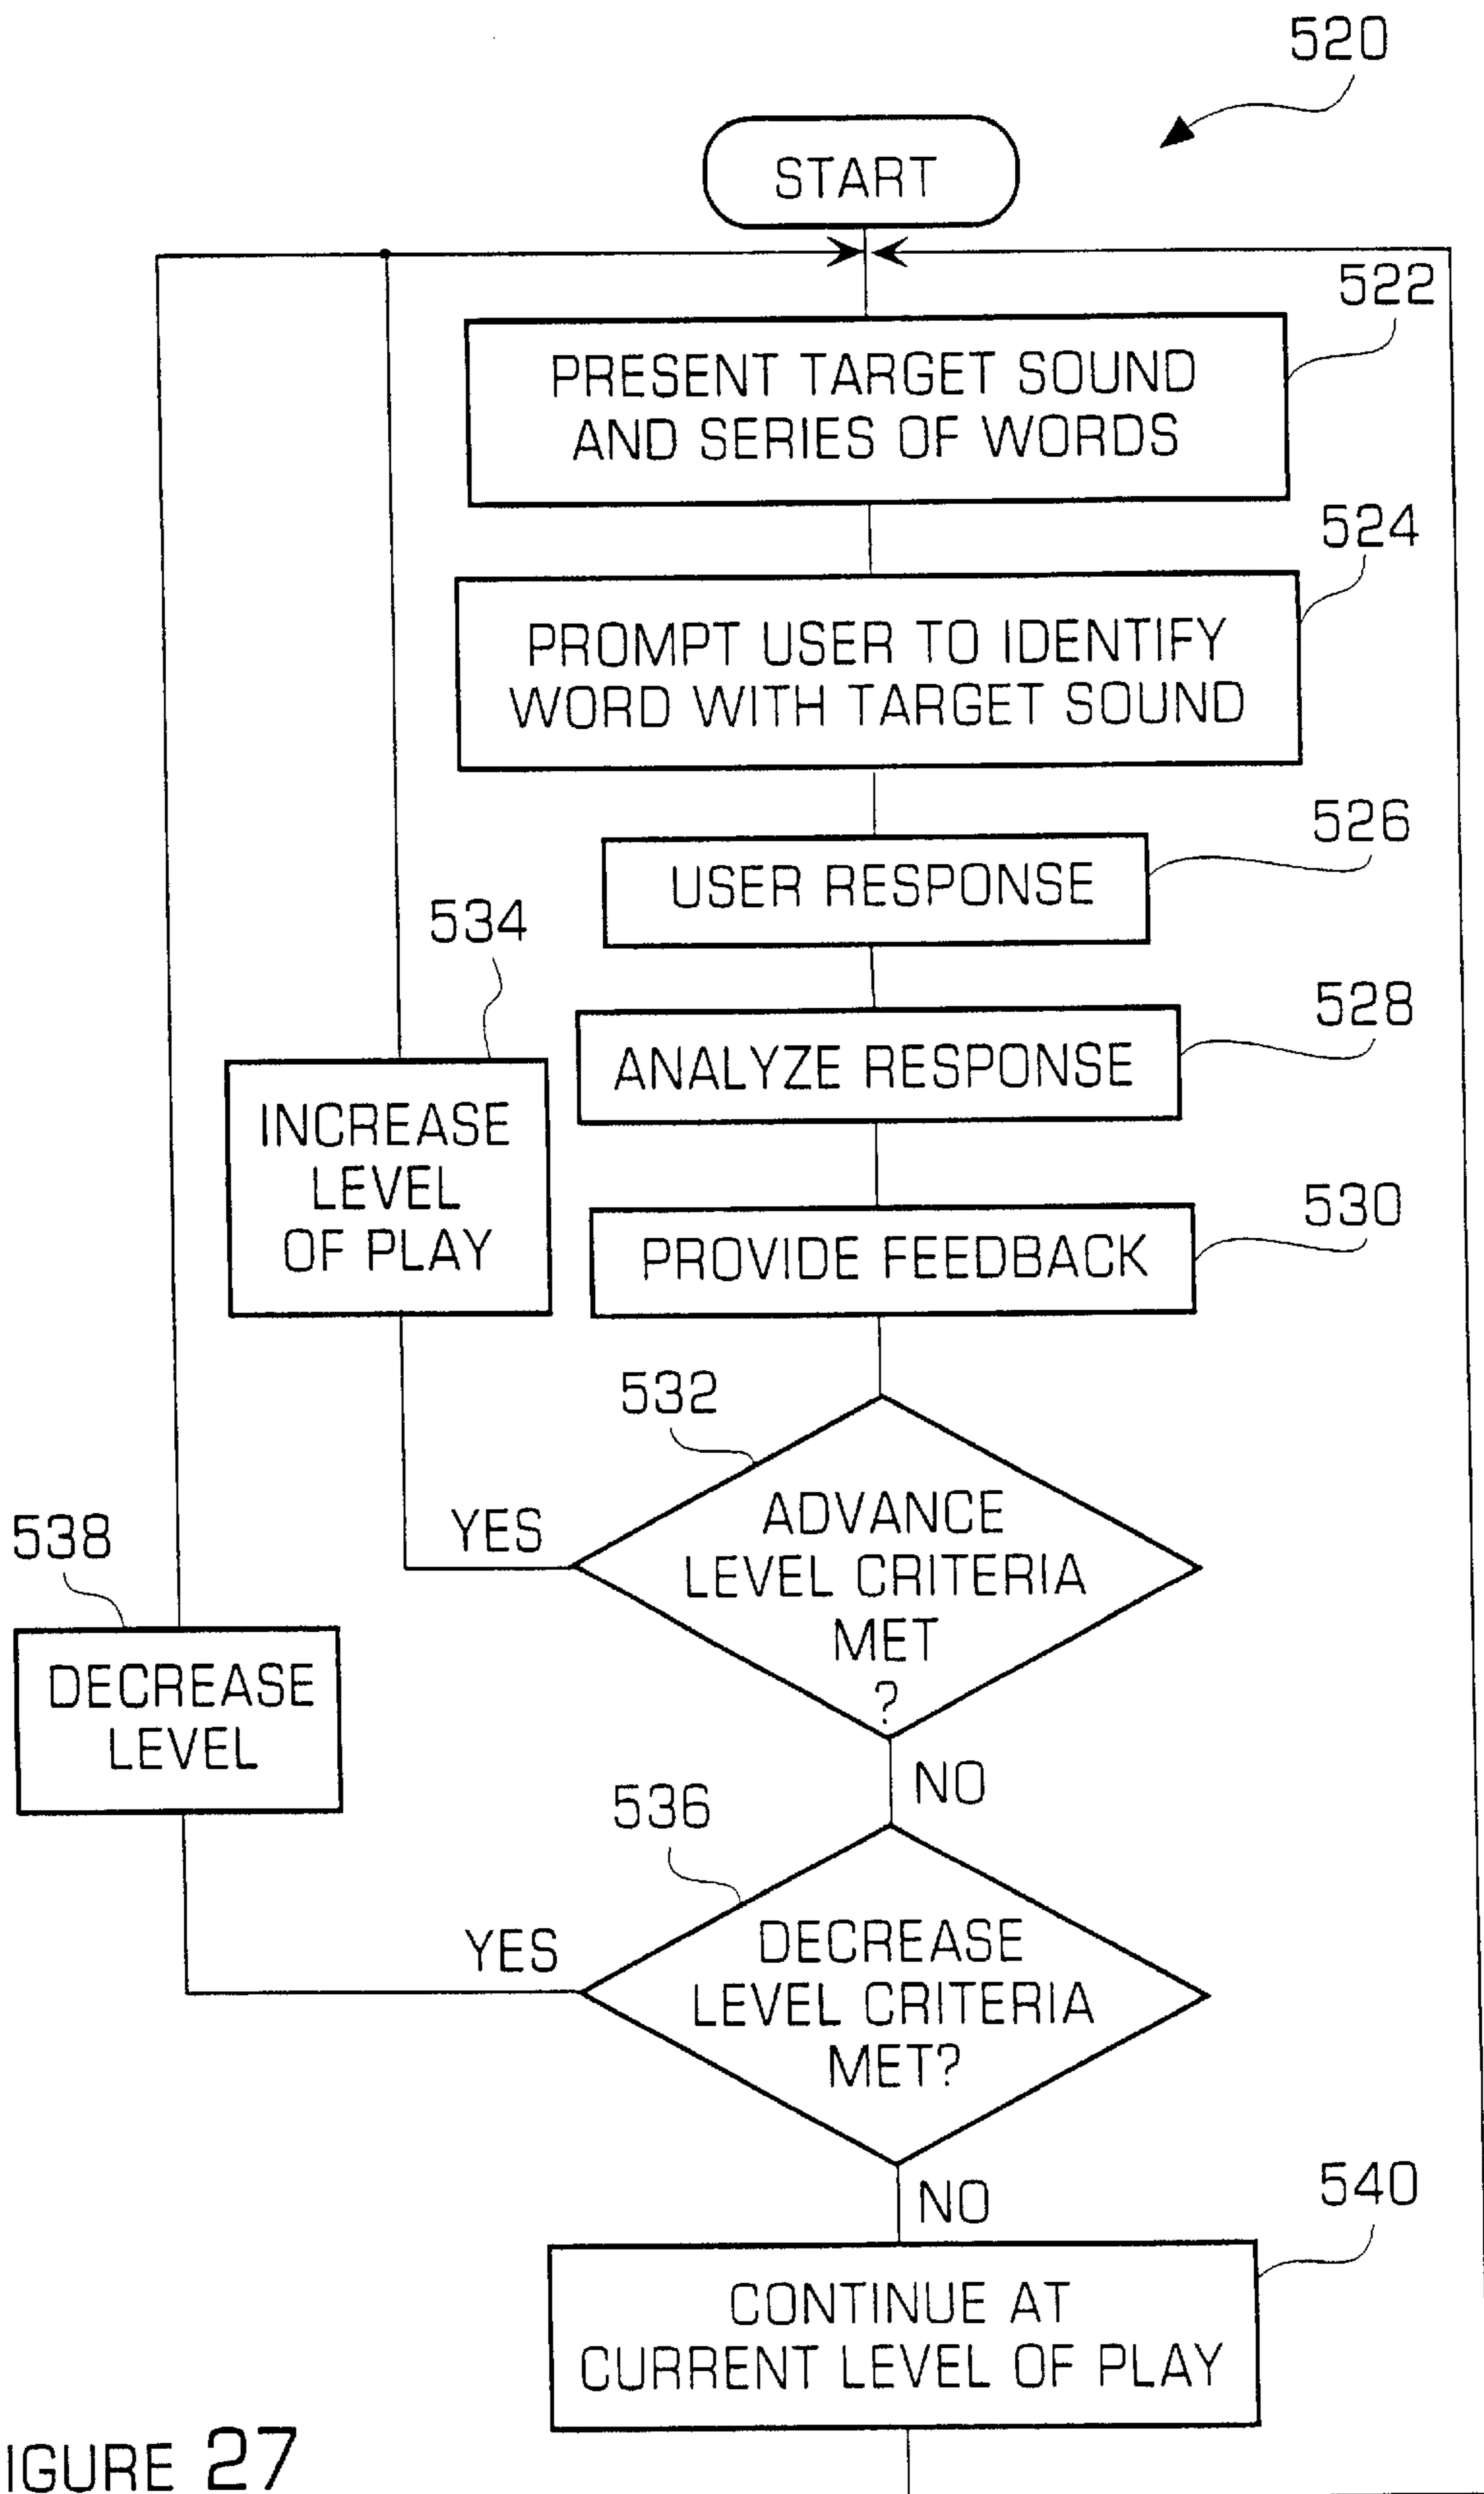 520
START
522
PRESENT TARGET SOUND
AND SERIES OF WORDS
524
PROMPT USER TO IDENTIFY
WORD WITH TARGET SOUND
526
USER RESPONSE
534
528
ANALYZE RESPONSE
INCREASE
LEVEL
OF PLAY
530
PROVIDE FEEDBACK
532
YES
ADVANCE
LEVEL CRITERIA
MET
?
538
DECREASE
LEVEL
NO
536
YES
DECREASE
LEVEL CRITERIA
MET?
NO
540
CONTINUE AT
CURRENT LEVEL OF PLAY
IGURE 27